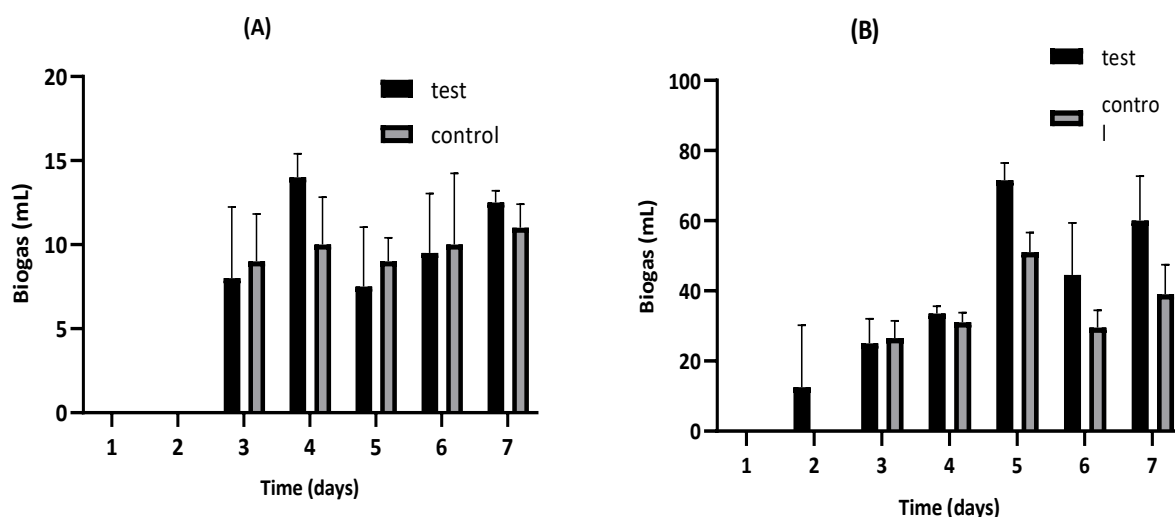 (A)
20
15
10
5
0
Biogas (mL)
test
control
1 2 3 4 5 6 7
Time (days)
(B)
100
80
60
40
20
0
Biogas (mL)
test
contro
l
1 2 3 4 5 6 7
Time (days)